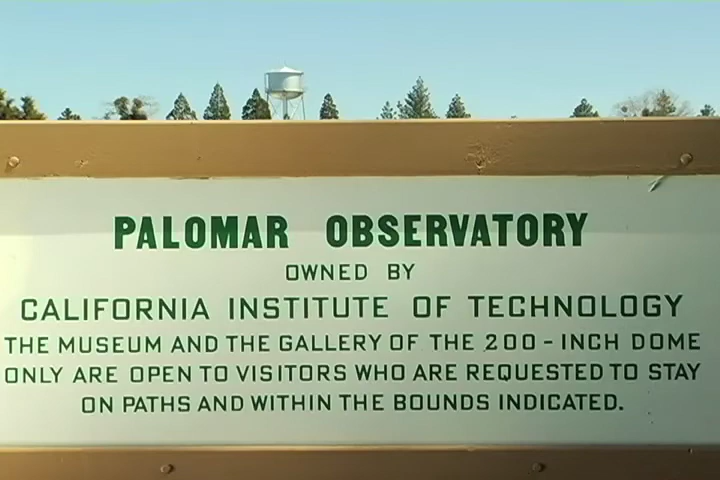 PALOMAR OBSERVATORY
OWNED BY
CALIFORNIA INSTITUTE OF TECHNOLOGY
THE MUSEUM AND THE GALLERY OF THE 200-INCH DOME
ONLY ARE OPEN TO VISITORS WHO ARE REQUESTED TO STAY
ON PATHS AND WITHIN THE BOUNDS INDICATED.